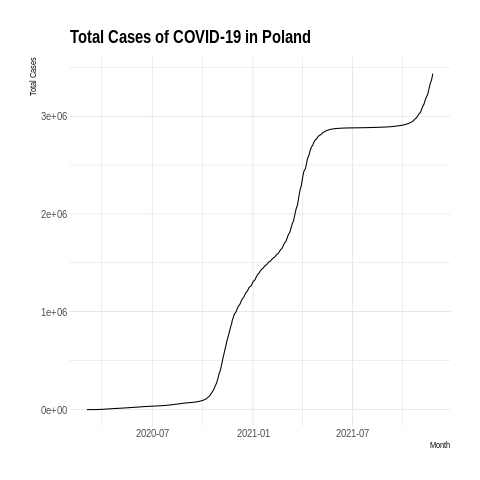 Total Cases of COVID-19 in Poland
Total Cases
3e+06
2e+06
1e+06
0e+00
2020-07 2021-01 2021-07
Month